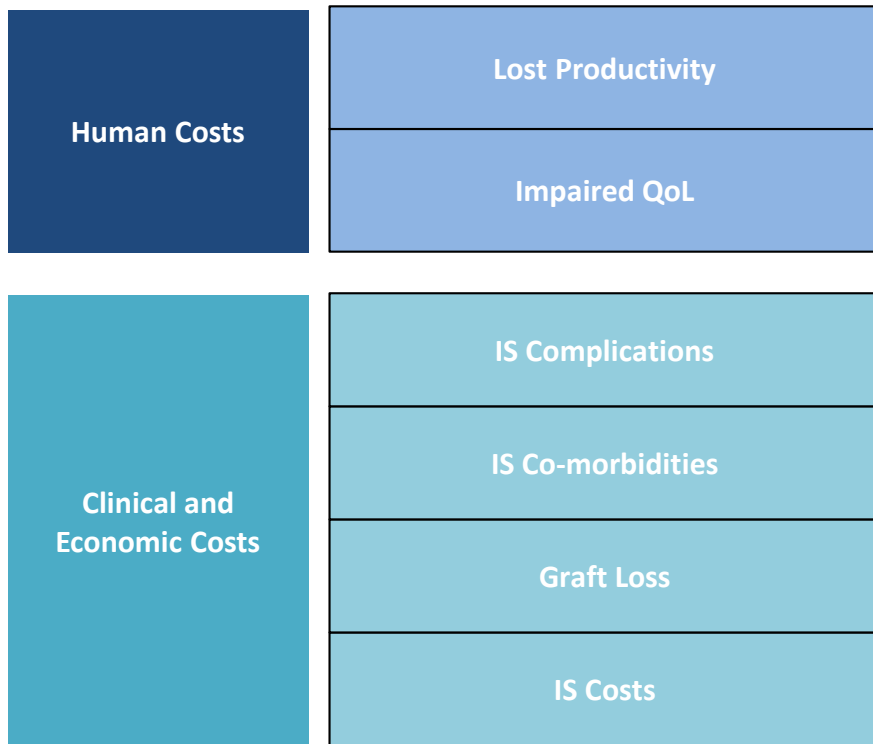 Human Costs
Lost Productivity
Impaired QoL
Clinical and
Economic Costs
IS Complications
IS Co-morbidities
Graft Loss
IS Costs